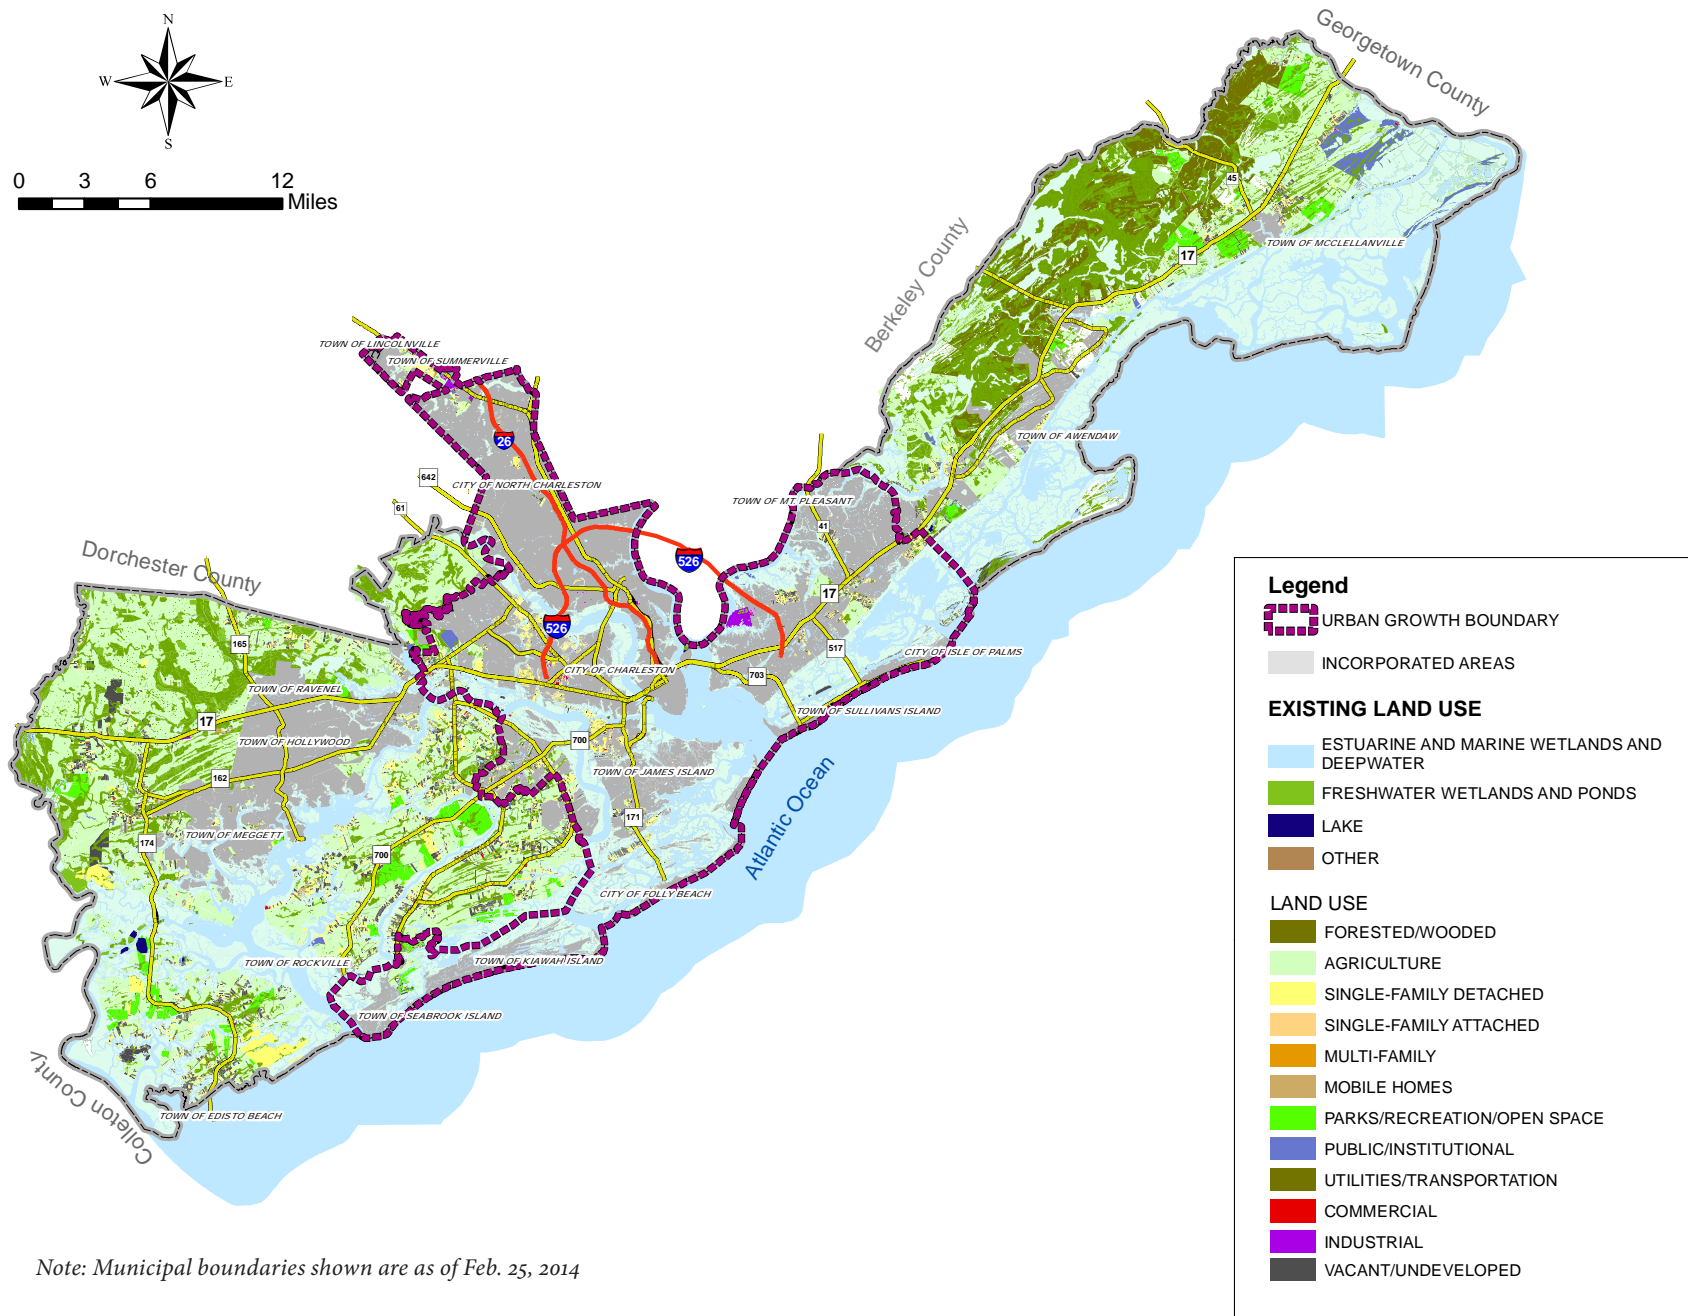 N
W E
S
0 3 6 12
Miles
Georgetown County
Berkeley County
Dorchester County
Colleton County
Atlantic Ocean
45
17
TOWN OF MCCLELLANVILLE
TOWN OF LINCOLNVILLE
TOWN OF SUMMERVILLE
26
TOWN OF AWENDAW
642
CITY OF NORTH CHARLESTON
TOWN OF MT. PLEASANT
61
41
526
17
526
165
517
CITY OF ISLE OF PALMS
CITY OF CHARLESTON
703
TOWN OF RAVENEL
TOWN OF SULLIVANS ISLAND
17
TOWN OF HOLLYWOOD
700
162
TOWN OF JAMES ISLAND
171
TOWN OF MEGGETT
174
700
CITY OF FOLLY BEACH
TOWN OF ROCKVILLE
TOWN OF KIAWAH ISLAND
TOWN OF SEABROOK ISLAND
TOWN OF EDISTO BEACH
Legend
URBAN GROWTH BOUNDARY
INCORPORATED AREAS
EXISTING LAND USE
ESTUARINE AND MARINE WETLANDS AND
DEEPWATER
FRESHWATER WETLANDS AND PONDS
LAKE
OTHER
LAND USE
FORESTED/WOODED
AGRICULTURE
SINGLE-FAMILY DETACHED
SINGLE-FAMILY ATTACHED
MULTI-FAMILY
MOBILE HOMES
PARKS/RECREATION/OPEN SPACE
PUBLIC/INSTITUTIONAL
UTILITIES/TRANSPORTATION
COMMERCIAL
INDUSTRIAL
VACANT/UNDEVELOPED
Note: Municipal boundaries shown are as of Feb. 25, 2014